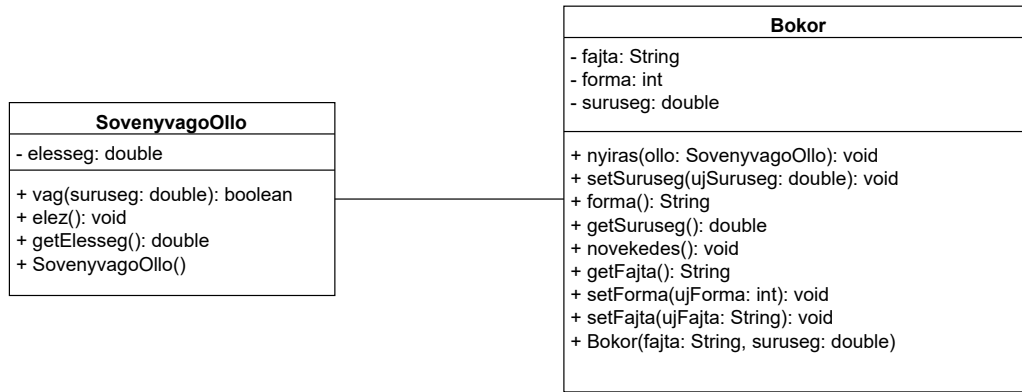 SovenyvagoOllo
- elesseg: double
+ vag(suruseg: double): boolean
+ elez(): void
+ getElesseg(): double
+ SovenyvagoOllo()
Bokor
- fajta: String
- forma: int
- suruseg: double
+ nyiras(ollo: SovenyvagoOllo): void
+ setSuruseg(ujSuruseg: double): void
+ forma(): String
+ getSuruseg(): double
+ novekedes(): void
+ getFajta(): String
+ setForma(ujForma: int): void
+ setFajta(ujFajta: String): void
+ Bokor(fajta: String, suruseg: double)